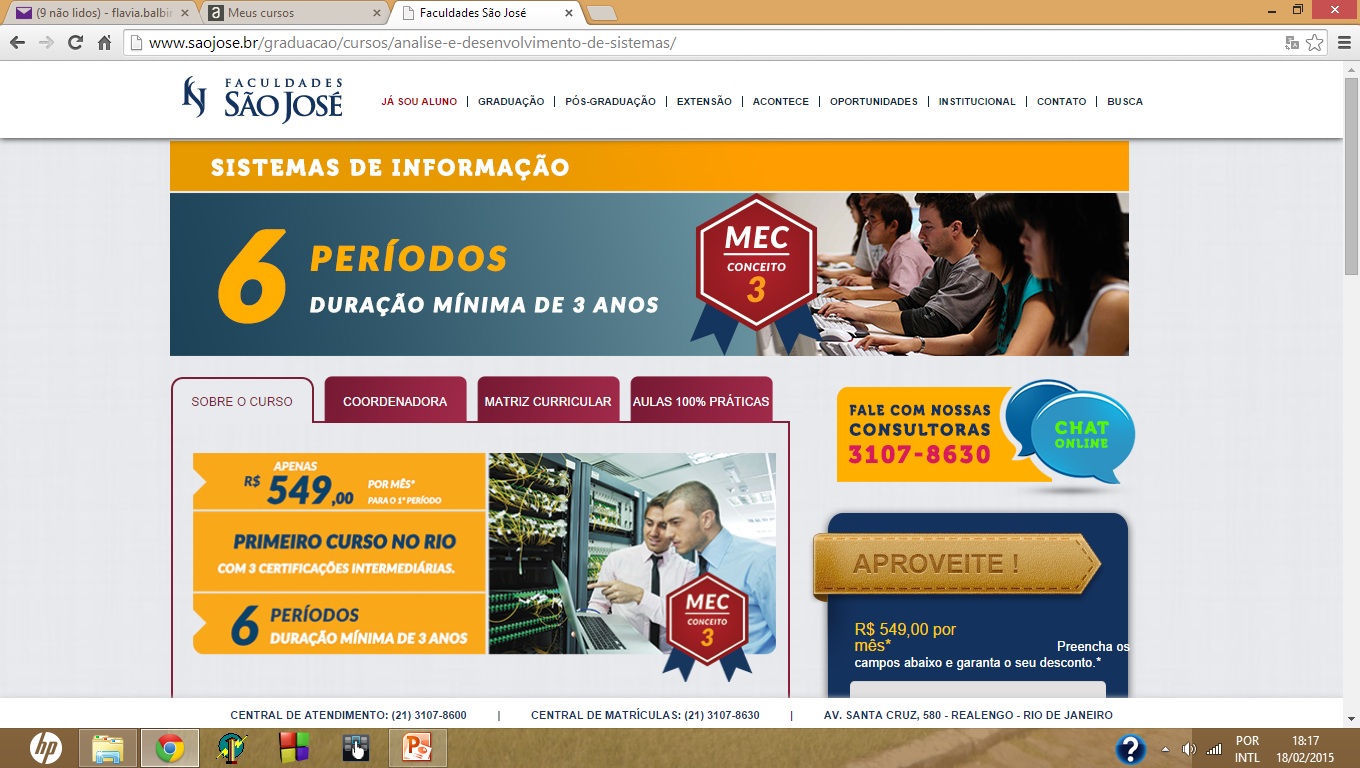 (9 não lidos) - flavia.balbin
Meus cursos
Faculdades São José
www.saojose.br/graduacao/cursos/analise-e-desenvolvimento-de-sistemas/
FACULDADES
SÃO JOSÉ
JÁ SOU ALUNO | GRADUAÇÃO | PÓS-GRADUAÇÃO | EXTENSÃO | ACONTECE | OPORTUNIDADES | INSTITUCIONAL | CONTATO | BUSCA
SISTEMAS DE INFORMAÇÃO
6 PERÍODOS
DURAÇÃO MÍNIMA DE 3 ANOS
MEC
CONCEITO
3
SOBRE O CURSO
COORDENADORA
MATRIZ CURRICULAR
AULAS 100% PRÁTICAS
FALE COM NOSSAS
CONSULTORAS
3107-8630
CHAT
ONLINE
APENAS
R$ 549,00 POR MÊS*
PARA O 1º PERÍODO
PRIMEIRO CURSO NO RIO
COM 3 CERTIFICAÇÕES INTERMEDIÁRIAS.
6 PERÍODOS
DURAÇÃO MÍNIMA DE 3 ANOS
MEC
CONCEITO
3
APROVEITE !
R$ 549,00 por
mês* Preencha os
campos abaixo e garanta o seu desconto.*
CENTRAL DE ATENDIMENTO: (21) 3107-8600 | CENTRAL DE MATRÍCULAS: (21) 3107-8630 | AV. SANTA CRUZ, 580 - REALENGO - RIO DE JANEIRO
hp
?
POR
INTL
18:17
18/02/2015